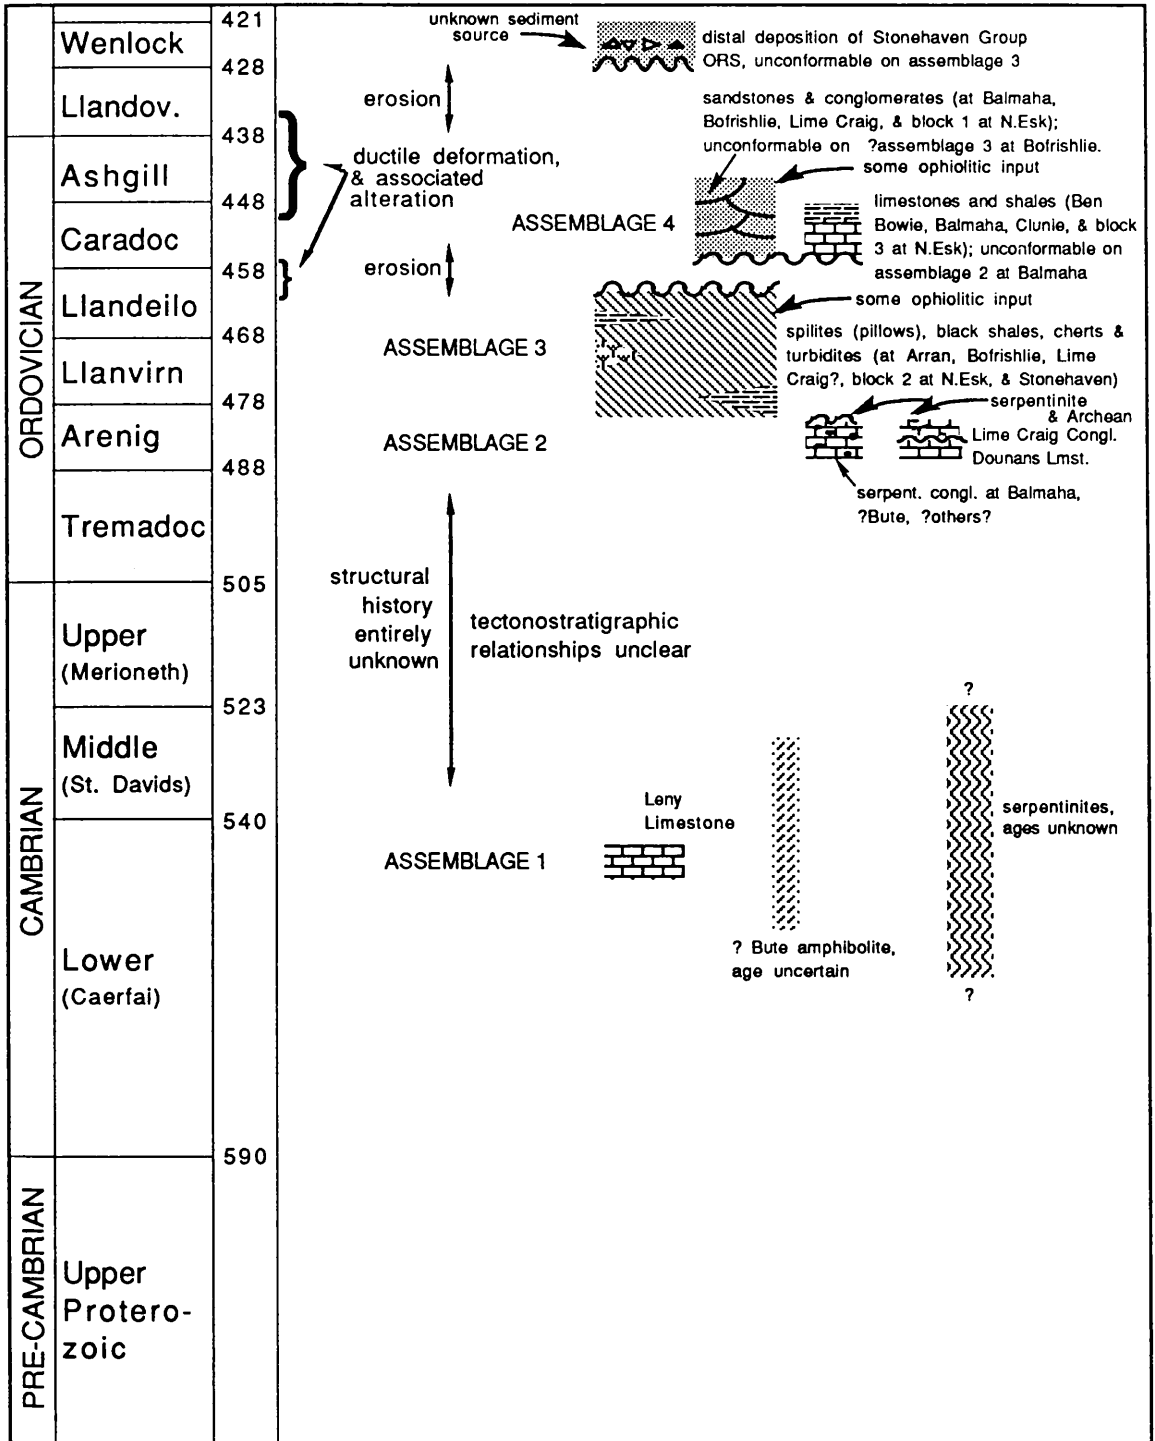 421
Wenlock
428
Llandov.
438
Ashgill
448
Caradoc
458
Llandeilo
468
Llanvirn
478
Arenig
488
Tremadoc
505
Upper
(Merioneth)
523
Middle
(St. Davids)
540
Lower
(Caerfai)
590
Upper
Protero-
zoic
ORDOVICIAN
CAMBRIAN
PRE-CAMBRIAN
unknown sediment
source
distal deposition of Stonehaven Group
ORS, unconformable on assemblage 3
erosion
sandstones & conglomerates (at Balmaha,
Bofrishlie, Lime Craig, & block 1 at N.Esk);
unconformable on ?assemblage 3 at Bofrishlie.
some ophiolitic input
ductile deformation,
& associated
alteration
ASSEMBLAGE 4
limestones and shales (Ben
Bowie, Balmaha, Clunie, & block
3 at N.Esk); unconformable on
assemblage 2 at Balmaha
erosion
some ophiolitic input
ASSEMBLAGE 3
spilites (pillows), black shales, cherts &
turbidites (at Arran, Bofrishlie, Lime
Craig?, block 2 at N.Esk, & Stonehaven)
ASSEMBLAGE 2
serpentinite
& Archean
Lime Craig Congl.
Dounans Lmst.
serpent. congl. at Balmaha,
?Bute, ?others?
structural
history
entirely
unknown
tectonostratigraphic
relationships unclear
ASSEMBLAGE 1
Leny
Limestone
? Bute amphibolite,
age uncertain
?
serpentinites,
ages unknown
?